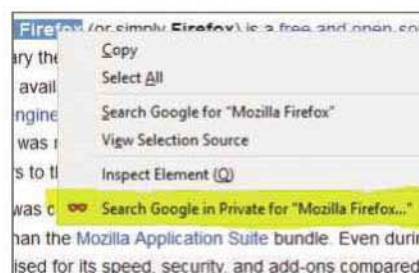 Firefox (or simply Firefox) is a free and open-so
ary the
Copy
Select All
avail
ngine
Search Google for "Mozilla Firefox"
was
View Selection Source
s to t
Inspect Element (Q)
was c
Search Google in Private for "Mozilla Firefox..."
han the Mozilla Application Suite bundle. Even durin
ised for its speed, security, and add-ons compared